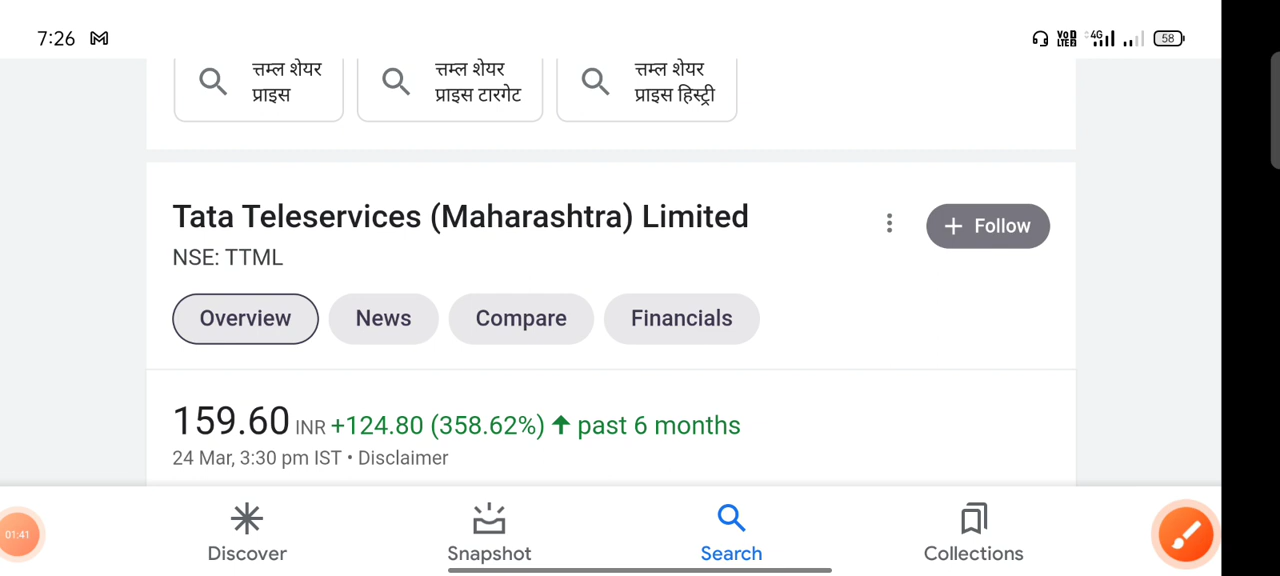 7:26
4G 58
त्तम्ल शेयर
प्राइस
त्तम्ल शेयर
प्राइस टारगेट
त्तम्ल शेयर
प्राइस हिस्ट्री
Tata Teleservices (Maharashtra) Limited
+ Follow
NSE: TTML
Overview
News
Compare
Financials
159.60 INR +124.80 (358.62%) ↑ past 6 months
24 Mar, 3:30 pm IST • Disclaimer
01:41
Discover
Snapshot
Search
Collections